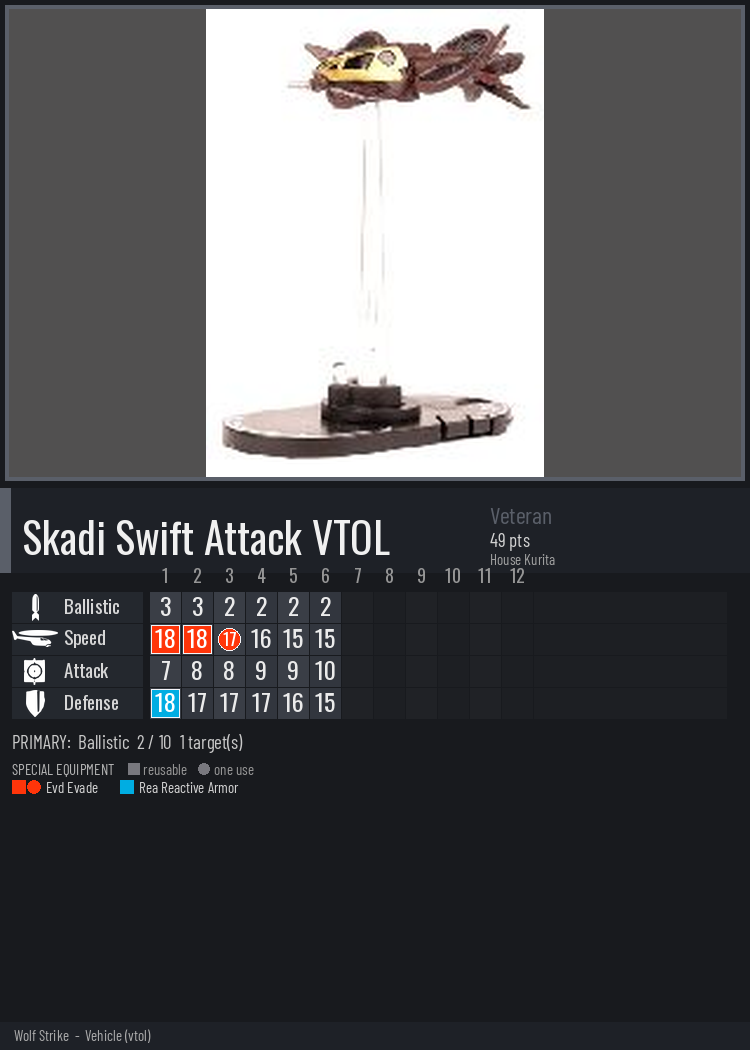 Skadi Swift Attack VTOL
Veteran
49 pts
House Kurita
1 2 3 4 5 6 7 8 9 10 11 12
Ballistic 3 3 2 2 2 2
Speed 18 18 17 16 15 15
Attack 7 8 8 9 9 10
Defense 18 17 17 17 16 15
PRIMARY: Ballistic 2 / 10 1 target(s)
SPECIAL EQUIPMENT reusable one use
Evd Evade Rea Reactive Armor
Wolf Strike - Vehicle (vtol)